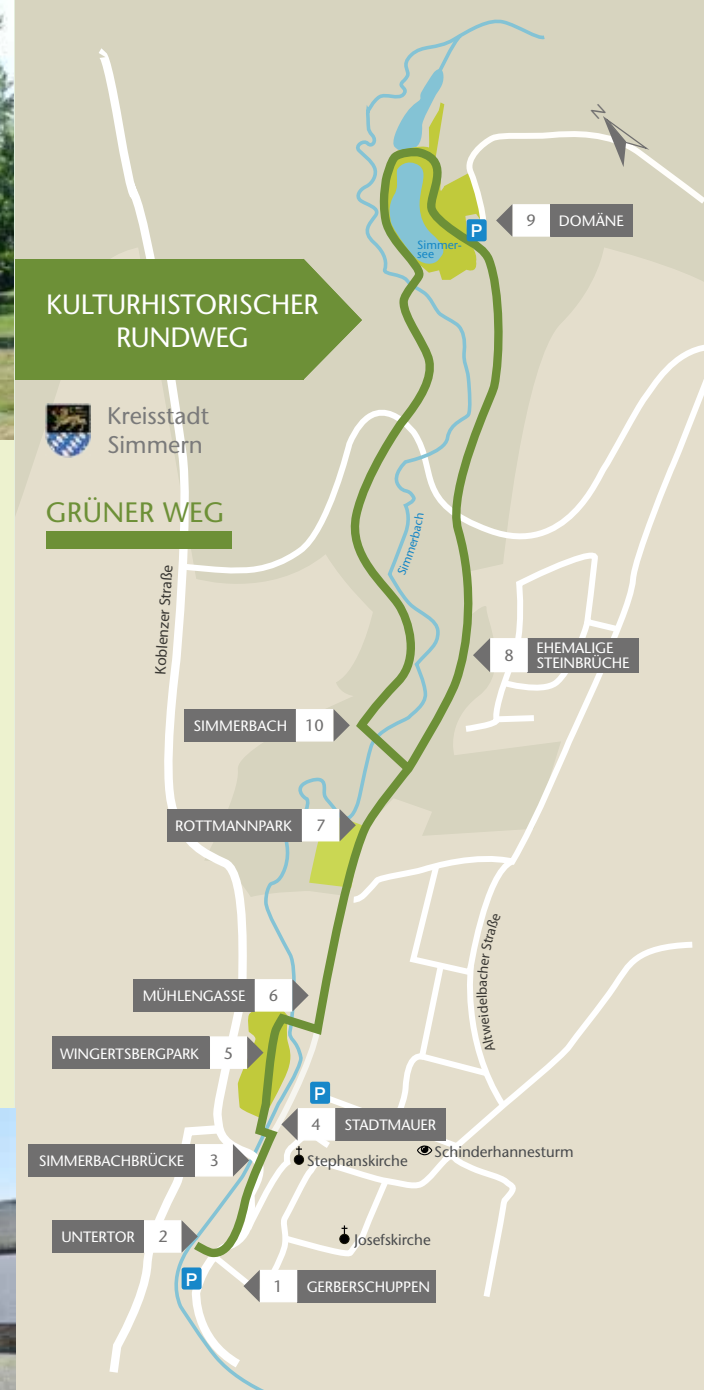 N
P
9 DOMÄNE
Simmer-
see
KULTURHISTORISCHER
RUNDWEG
Kreisstadt
Simmern
GRÜNER WEG
Simmerbach
Koblenzer Straße
8 EHEMALIGE
STEINBRÜCHE
SIMMERBACH 10
ROTTMANNPARK 7
Altweidelbacher Straße
MÜHLENGASSE 6
WINGERTSBERGPARK 5
P
4 STADTMAUER
SIMMERBACHBRÜCKE 3
Stephanskirche
Schinderhannesturm
UNTERTOR 2
Josefskirche
P
1 GERBERSCHUPPEN